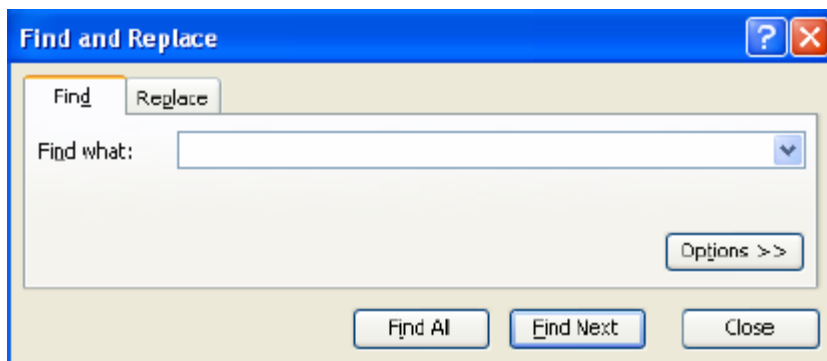 Find and Replace
Find Replace
Find what:
Options >>
Find All Find Next Close